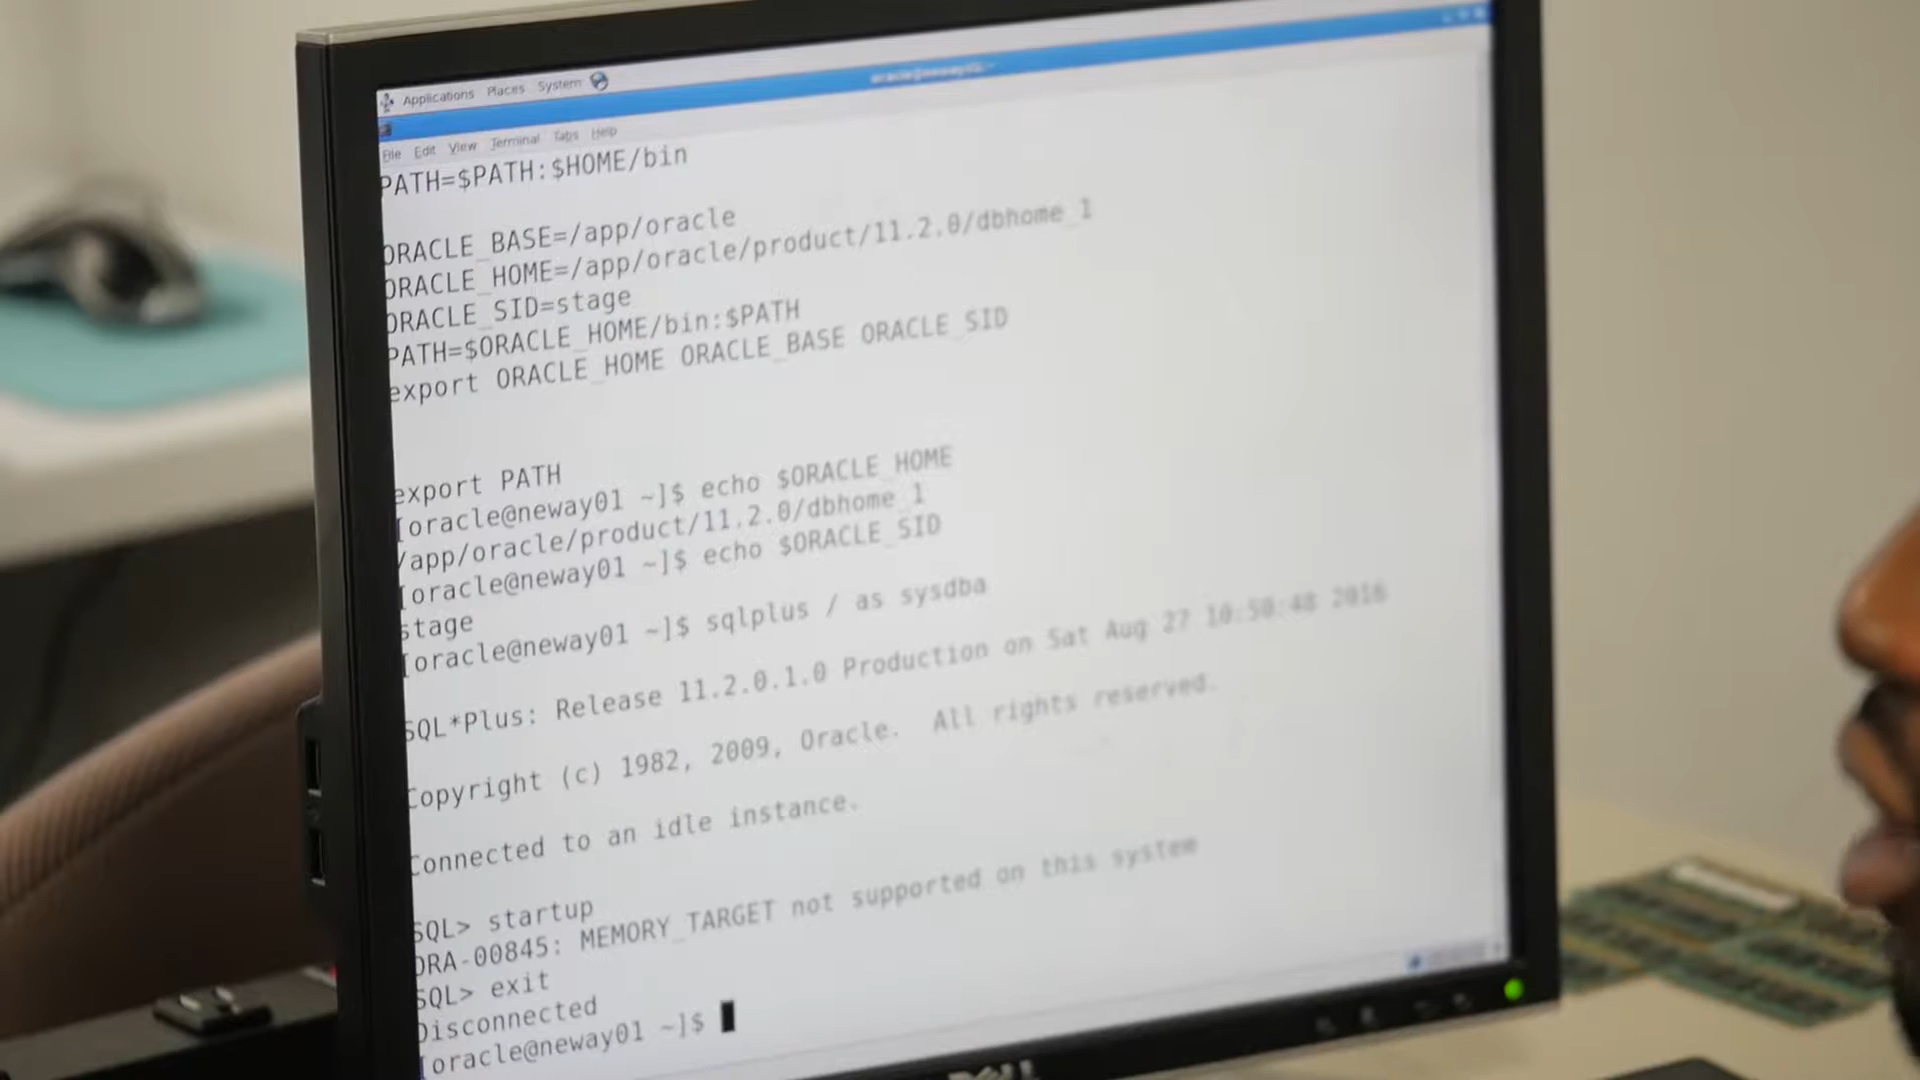 Applications Places System
File Edit View Terminal Tabs Help
PATH=$PATH:$HOME/bin
ORACLE_BASE=/app/oracle
ORACLE_HOME=/app/oracle/product/11.2.0/dbhome_1
ORACLE_SID=stage
PATH=$ORACLE_HOME/bin:$PATH
export ORACLE_HOME ORACLE_BASE ORACLE_SID
export PATH
[oracle@neway01 ~]$ echo $ORACLE_HOME
/app/oracle/product/11.2.0/dbhome_1
[oracle@neway01 ~]$ echo $ORACLE_SID
stage
[oracle@neway01 ~]$ sqlplus / as sysdba
SQL*Plus: Release 11.2.0.1.0 Production on Sat Aug 27 10:50:48 2016
Copyright (c) 1982, 2009, Oracle.  All rights reserved.
Connected to an idle instance.
SQL> startup
ORA-00845: MEMORY_TARGET not supported on this system
SQL> exit
Disconnected
[oracle@neway01 ~]$
DELL